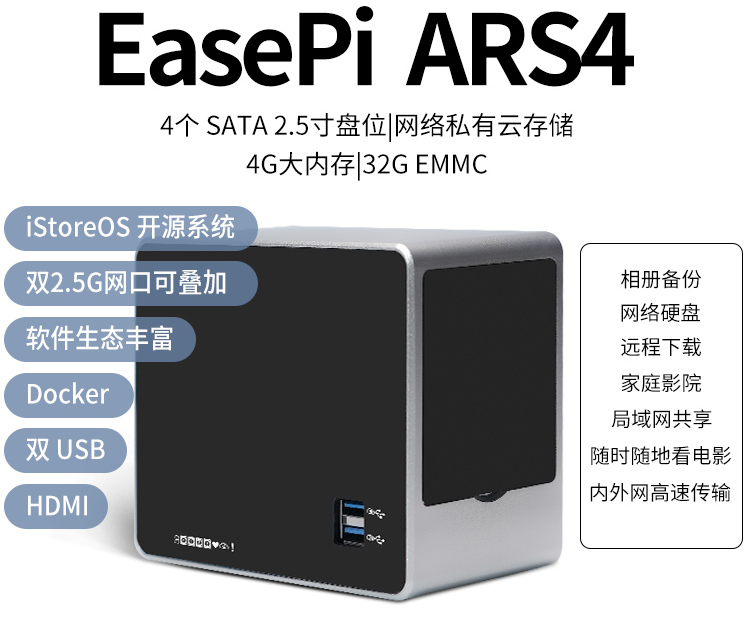 EasePi ARS4
4个 SATA 2.5寸盘位|网络私有云存储
4G大内存|32G EMMC
iStoreOS 开源系统
双2.5G网口可叠加
软件生态丰富
Docker
双 USB
HDMI
相册备份
网络硬盘
远程下载
家庭影院
局域网共享
随时随地看电影
内外网高速传输